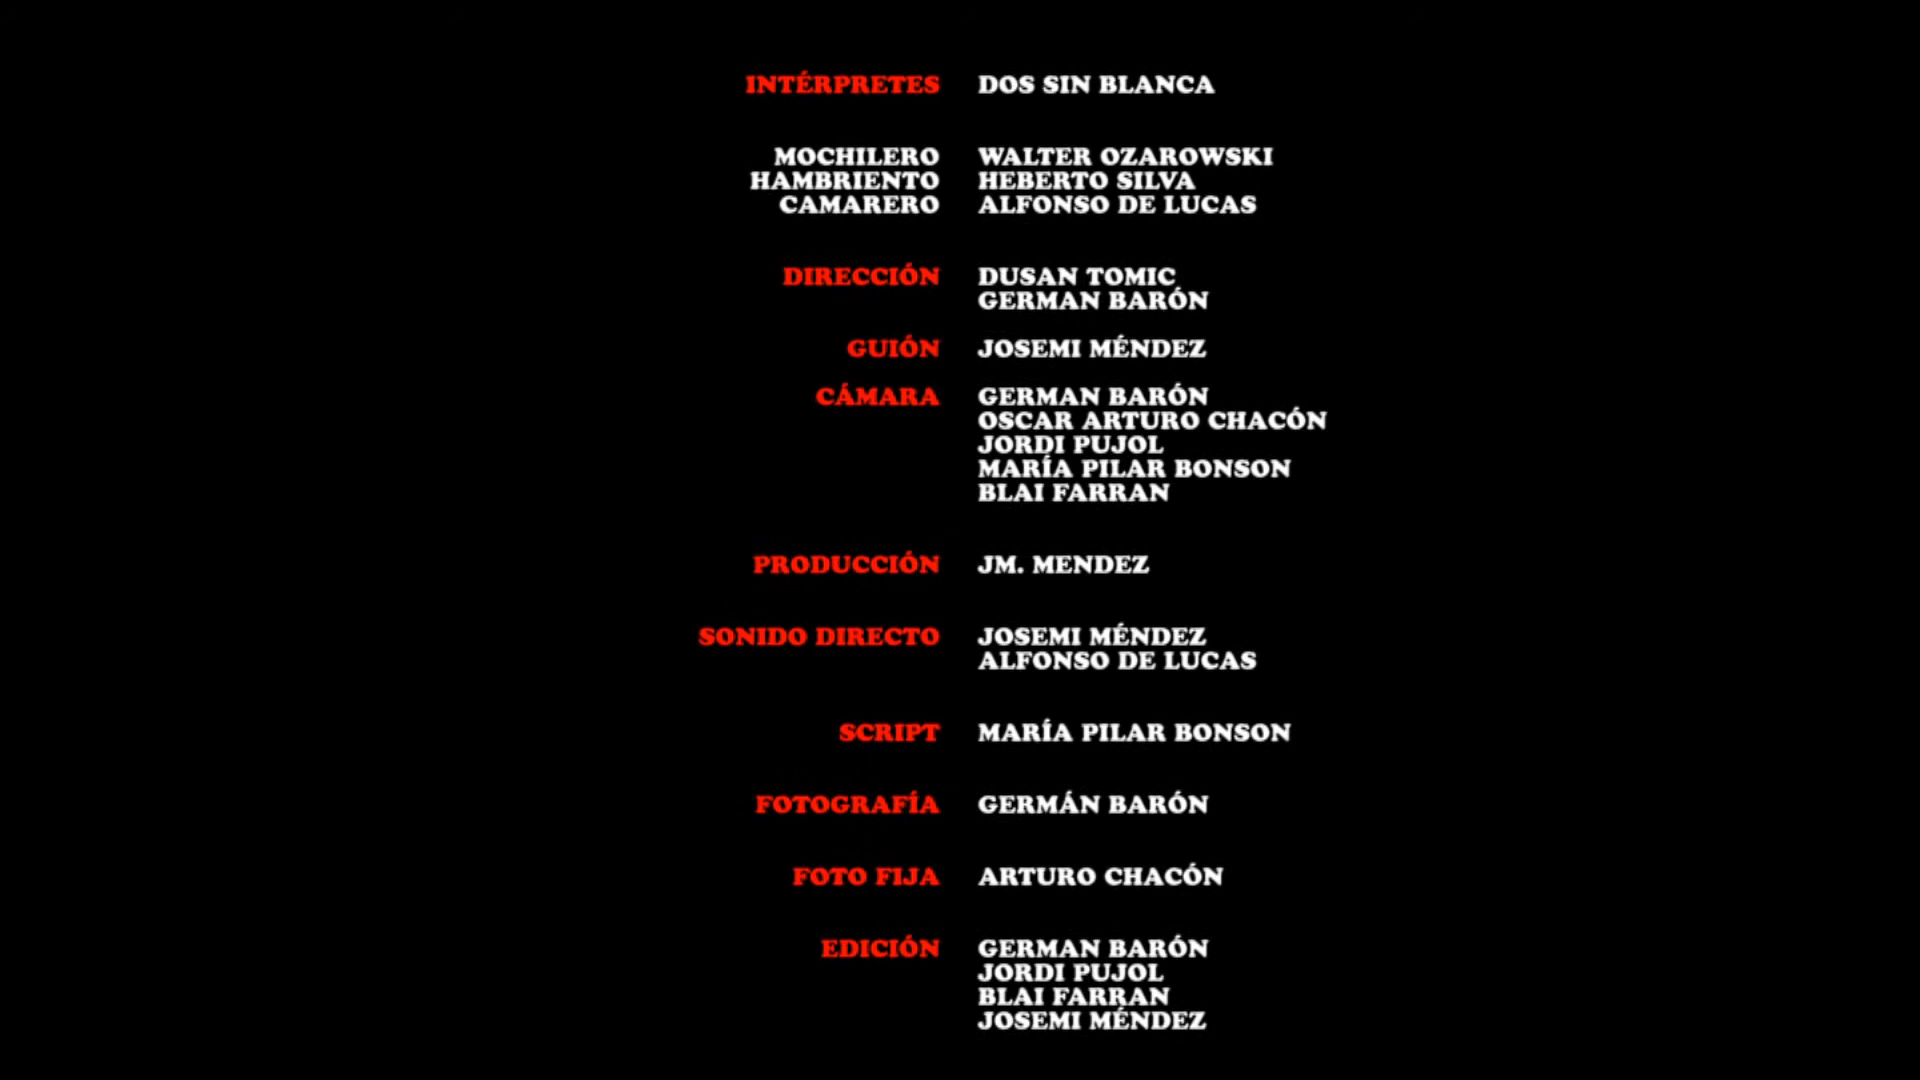 INTÉRPRETES DOS SIN BLANCA
MOCHILERO WALTER OZAROWSKI
HAMBRIENTO HEBERTO SILVA
CAMARERO ALFONSO DE LUCAS
DIRECCIÓN DUSAN TOMIC
GERMAN BARÓN
GUIÓN JOSEMI MÉNDEZ
CÁMARA GERMAN BARÓN
OSCAR ARTURO CHACÓN
JORDI PUJOL
MARÍA PILAR BONSON
BLAI FARRAN
PRODUCCIÓN JM. MENDEZ
SONIDO DIRECTO JOSEMI MÉNDEZ
ALFONSO DE LUCAS
SCRIPT MARÍA PILAR BONSON
FOTOGRAFÍA GERMÁN BARÓN
FOTO FIJA ARTURO CHACÓN
EDICIÓN GERMAN BARÓN
JORDI PUJOL
BLAI FARRAN
JOSEMI MÉNDEZ